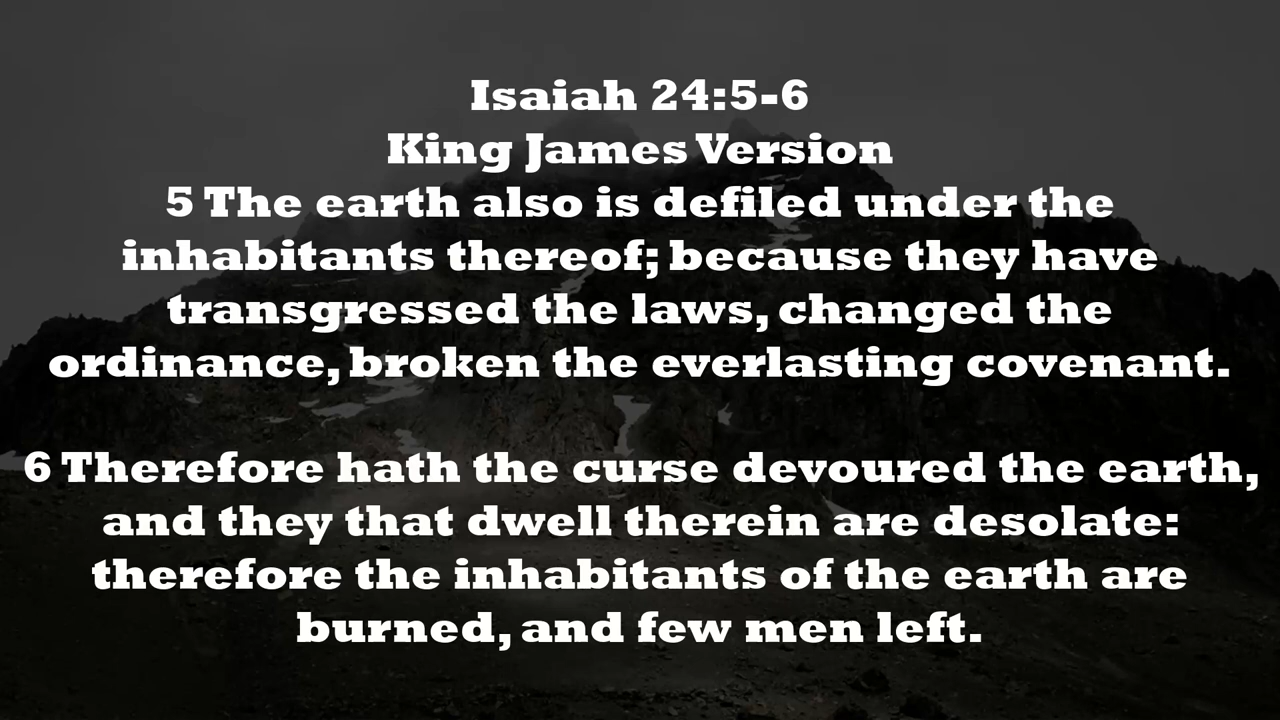 Isaiah 24:5-6
King James Version
5 The earth also is defiled under the
inhabitants thereof; because they have
transgressed the laws, changed the
ordinance, broken the everlasting covenant.
6 Therefore hath the curse devoured the earth,
and they that dwell therein are desolate:
therefore the inhabitants of the earth are
burned, and few men left.